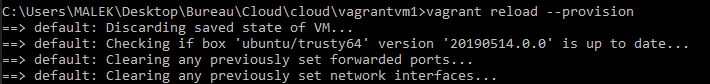 C:\Users\MALEK\Desktop\Bureau\Cloud\cloud\vagrantvm1>vagrant reload --provision
==> default: Discarding saved state of VM...
==> default: Checking if box 'ubuntu/trusty64' version '20190514.0.0' is up to date...
==> default: Clearing any previously set forwarded ports...
==> default: Clearing any previously set network interfaces...